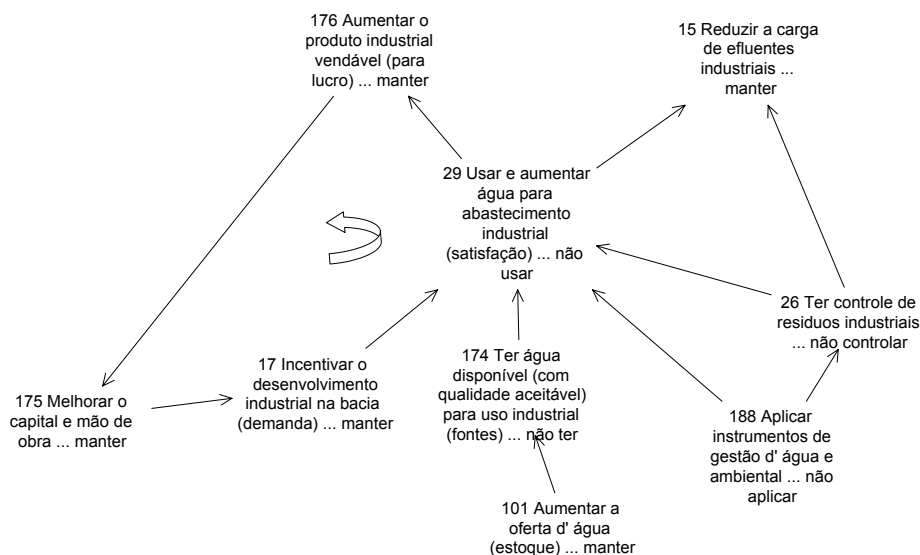 176 Aumentar o
produto industrial
vendável (para
lucro) ... manter
15 Reduzir a carga
de efluentes
industriais ...
manter
29 Usar e aumentar
água para
abastecimento
industrial
(satisfação) ... não
usar
26 Ter controle de
residuos industriais
... não controlar
17 Incentivar o
desenvolvimento
industrial na bacia
(demanda) ... manter
174 Ter água
disponível (com
qualidade aceitável)
para uso industrial
(fontes) ... não ter
175 Melhorar o
capital e mão de
obra ... manter
188 Aplicar
instrumentos de
gestão d' água e
ambiental ... não
aplicar
101 Aumentar a
oferta d' água
(estoque) ... manter